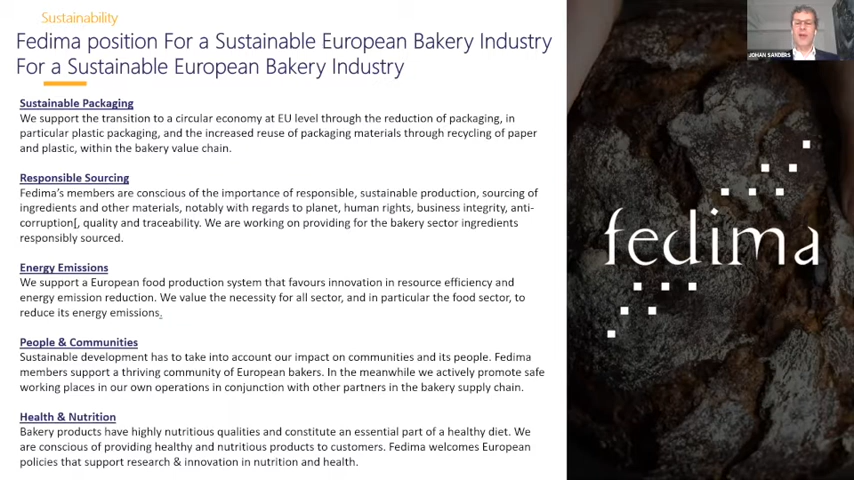 Sustainability
Fedima position For a Sustainable European Bakery Industry
For a Sustainable European Bakery Industry
Sustainable Packaging
We support the transition to a circular economy at EU level through the reduction of packaging, in
particular plastic packaging, and the increased reuse of packaging materials through recycling of paper
and plastic, within the bakery value chain.
Responsible Sourcing
Fedima's members are conscious of the importance of responsible, sustainable production, sourcing of
ingredients and other materials, notably with regards to planet, human rights, business integrity, anti-
corruption[, quality and traceability. We are working on providing for the bakery sector ingredients
responsibly sourced.
Energy Emissions
We support a European food production system that favours innovation in resource efficiency and
energy emission reduction. We value the necessity for all sector, and in particular the food sector, to
reduce its energy emissions.
People & Communities
Sustainable development has to take into account our impact on communities and its people. Fedima
members support a thriving community of European bakers. In the meanwhile we actively promote safe
working places in our own operations in conjunction with other partners in the bakery supply chain.
Health & Nutrition
Bakery products have highly nutritious qualities and constitute an essential part of a healthy diet. We
are conscious of providing healthy and nutritious products to customers. Fedima welcomes European
policies that support research & innovation in nutrition and health.
JOHAN SANDERS
fedima